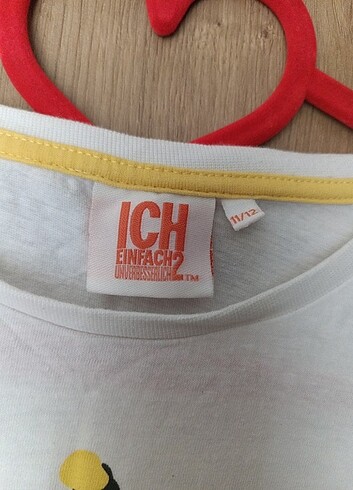 ICH
EINFACH 2
UNVERBESSERLICH
TM
11/12